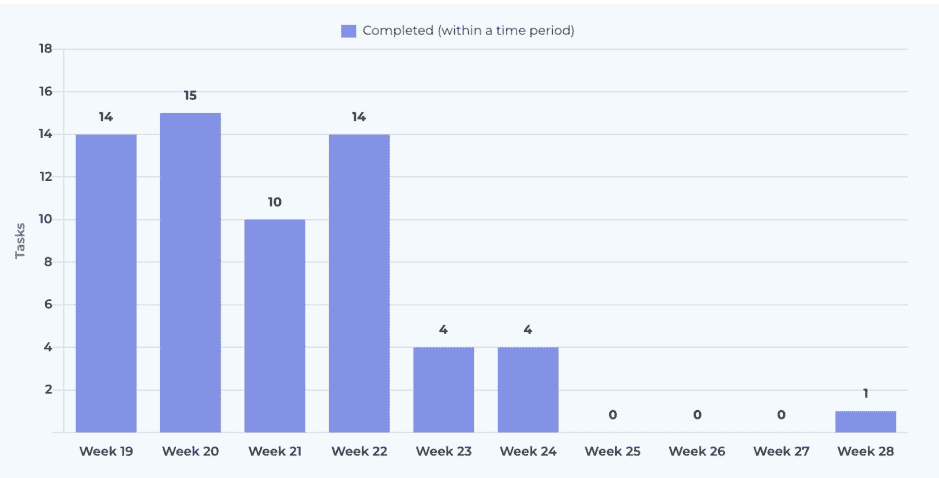 Completed (within a time period)
18
16
14
12
10
8
6
4
2
Tasks
14
15
10
14
4
4
0
0
0
1
Week 19
Week 20
Week 21
Week 22
Week 23
Week 24
Week 25
Week 26
Week 27
Week 28